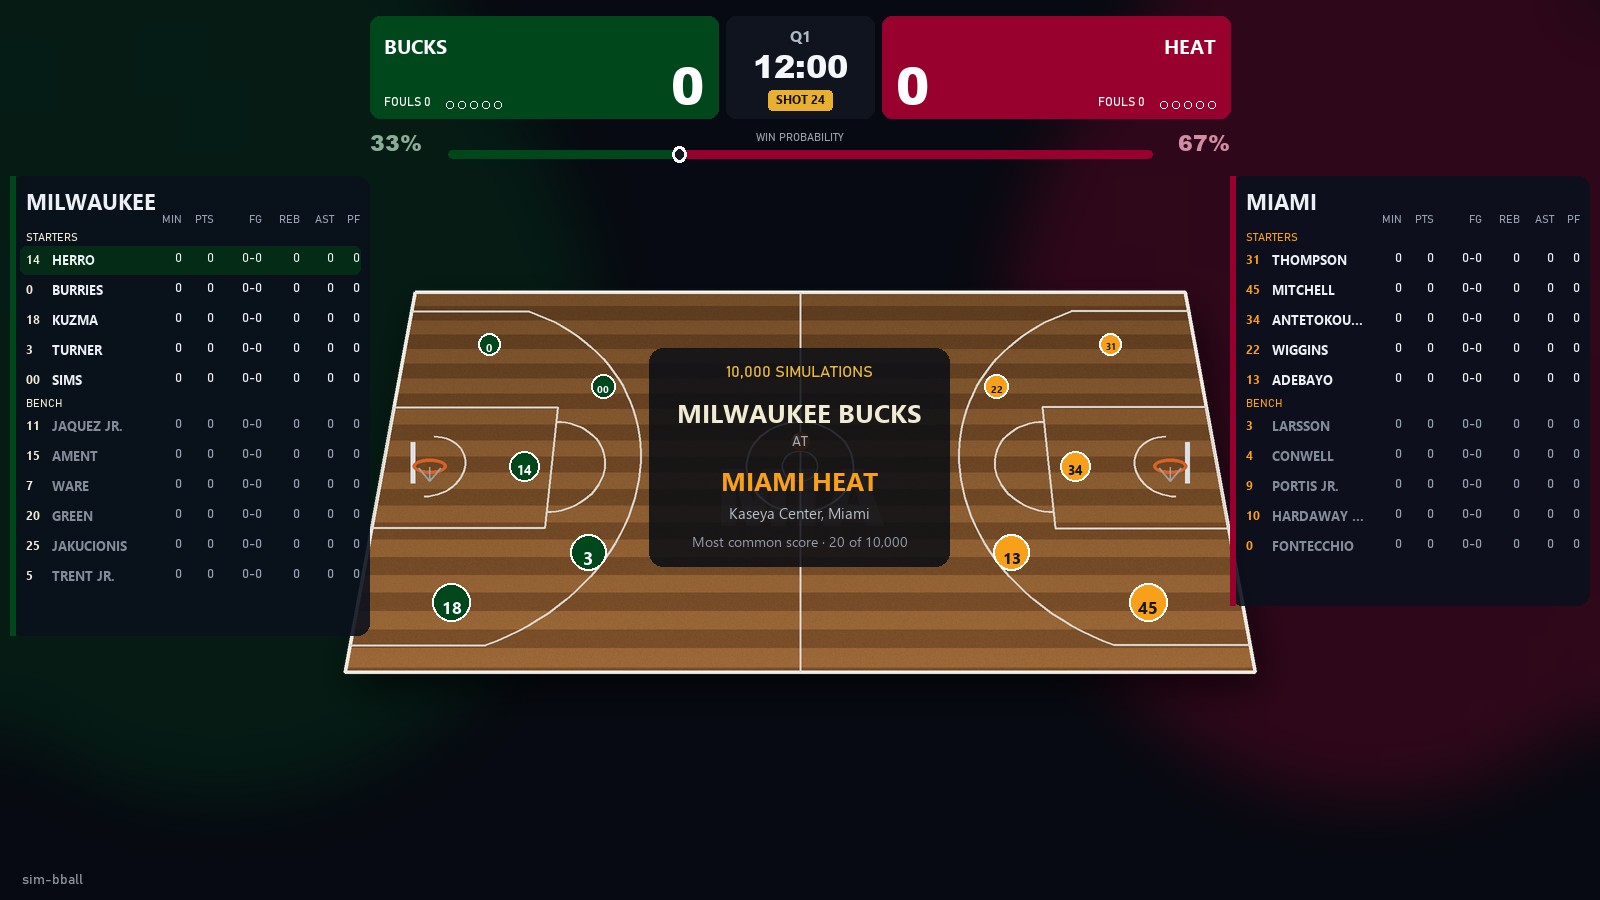 BUCKS
0
FOULS 0
Q1
12:00
SHOT 24
HEAT
0
FOULS 0
33%
WIN PROBABILITY
67%
MILWAUKEE
MIN PTS FG REB AST PF
STARTERS
14 HERRO 0 0 0-0 0 0 0
0 BURRIES 0 0 0-0 0 0 0
18 KUZMA 0 0 0-0 0 0 0
3 TURNER 0 0 0-0 0 0 0
00 SIMS 0 0 0-0 0 0 0
BENCH
11 JAQUEZ JR. 0 0 0-0 0 0 0
15 AMENT 0 0 0-0 0 0 0
7 WARE 0 0 0-0 0 0 0
20 GREEN 0 0 0-0 0 0 0
25 JAKUCIONIS 0 0 0-0 0 0 0
5 TRENT JR. 0 0 0-0 0 0 0
0
00
14
3
18
10,000 SIMULATIONS
MILWAUKEE BUCKS
AT
MIAMI HEAT
Kaseya Center, Miami
Most common score · 20 of 10,000
31
22
34
13
45
MIAMI
MIN PTS FG REB AST PF
STARTERS
31 THOMPSON 0 0 0-0 0 0 0
45 MITCHELL 0 0 0-0 0 0 0
34 ANTETOKOU... 0 0 0-0 0 0 0
22 WIGGINS 0 0 0-0 0 0 0
13 ADEBAYO 0 0 0-0 0 0 0
BENCH
3 LARSSON 0 0 0-0 0 0 0
4 CONWELL 0 0 0-0 0 0 0
9 PORTIS JR. 0 0 0-0 0 0 0
10 HARDAWAY ... 0 0 0-0 0 0 0
0 FONTECCHIO 0 0 0-0 0 0 0
sim-bball